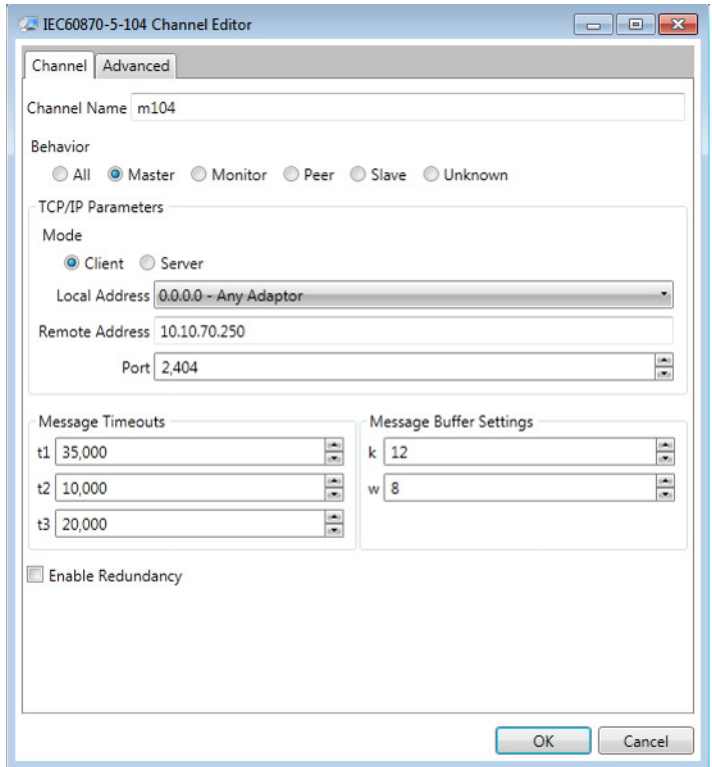 IEC60870-5-104 Channel Editor
Channel Advanced
Channel Name m104
Behavior
All Master Monitor Peer Slave Unknown
TCP/IP Parameters
Mode
Client Server
Local Address 0.0.0.0 - Any Adaptor
Remote Address 10.10.70.250
Port 2,404
Message Timeouts Message Buffer Settings
t1 35,000 k 12
t2 10,000 w 8
t3 20,000
Enable Redundancy
OK Cancel